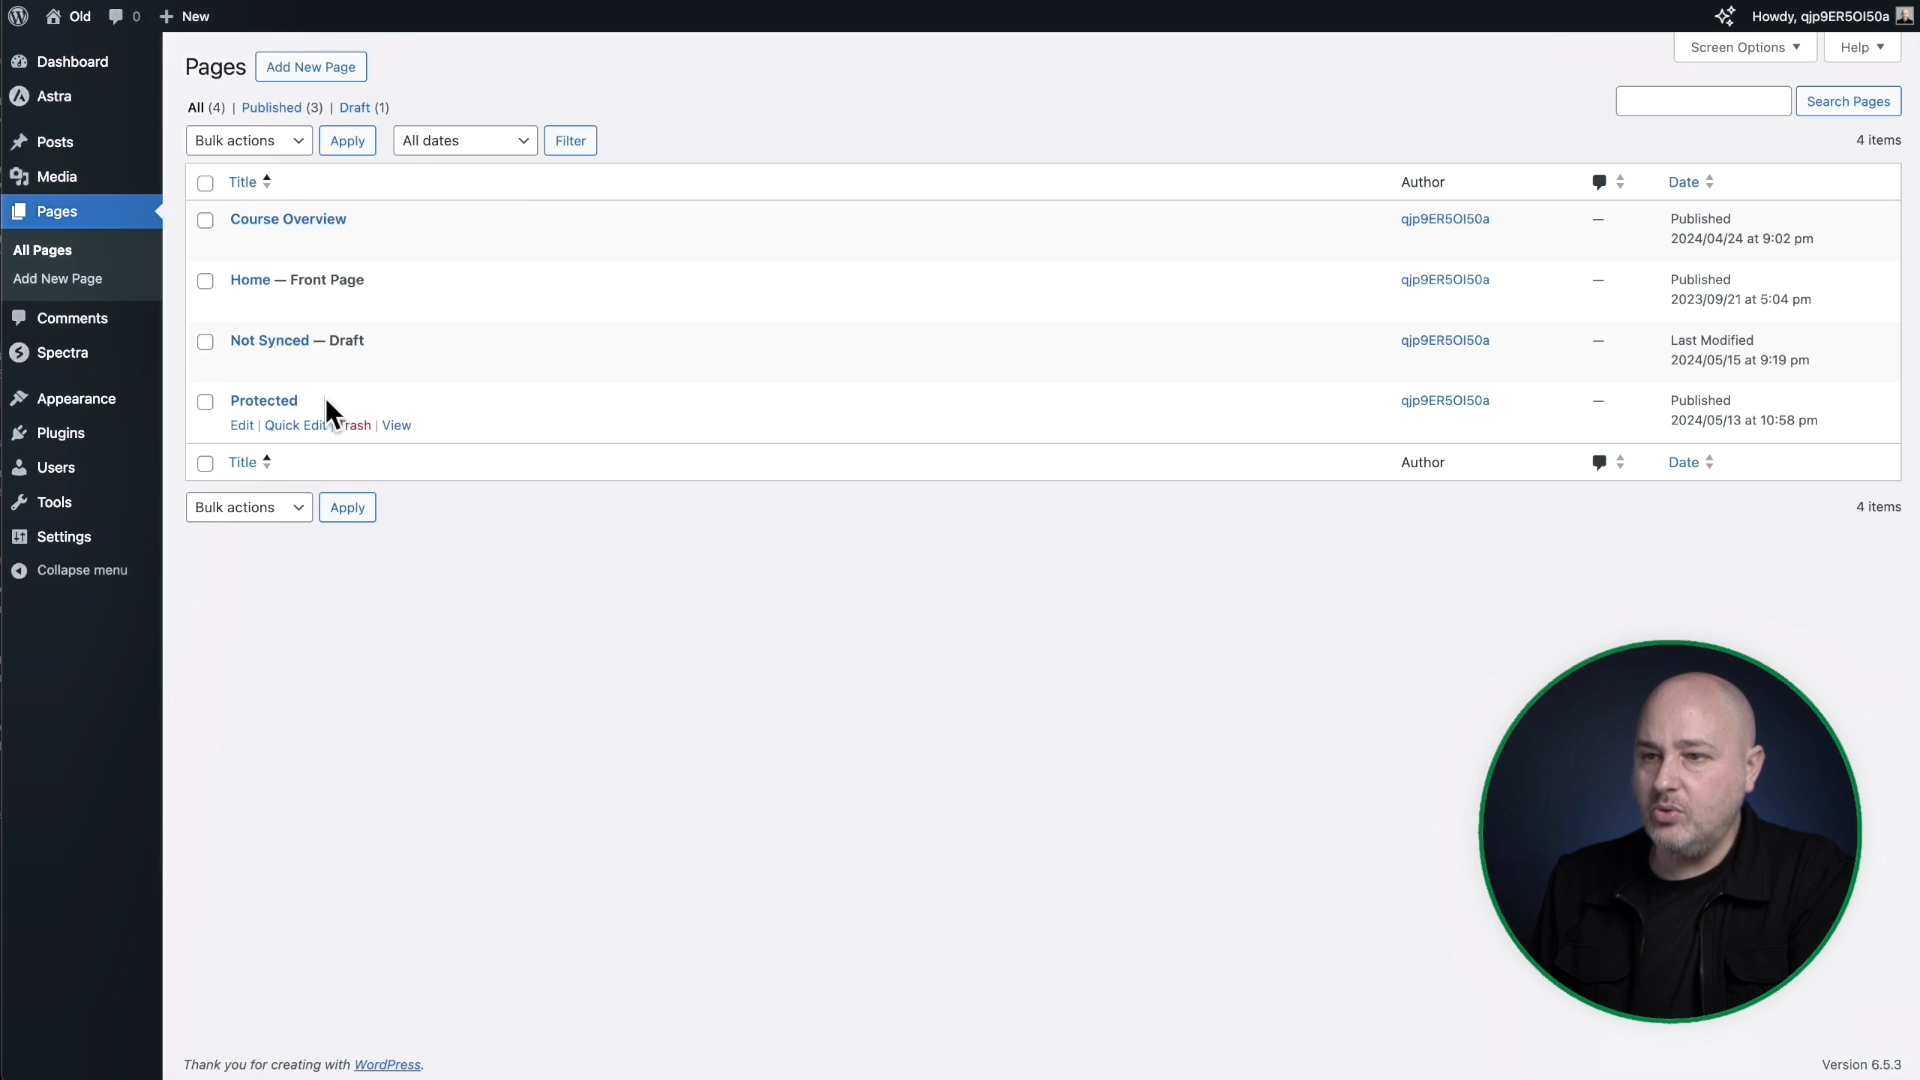 Old 0 New Howdy, qjp9ER5OI50a
Screen Options Help
Dashboard
Astra
Posts
Media
Pages
All Pages
Add New Page
Comments
Spectra
Appearance
Plugins
Users
Tools
Settings
Collapse menu
Pages Add New Page
All (4) | Published (3) | Draft (1)
Search Pages
Bulk actions Apply All dates Filter
4 items
Title Author Date
Course Overview qjp9ER5OI50a — Published
2024/04/24 at 9:02 pm
Home — Front Page qjp9ER5OI50a — Published
2023/09/21 at 5:04 pm
Not Synced — Draft qjp9ER5OI50a — Last Modified
2024/05/15 at 9:19 pm
Protected qjp9ER5OI50a — Published
Edit | Quick Edit | Trash | View 2024/05/13 at 10:58 pm
Title Author Date
Bulk actions Apply
4 items
Thank you for creating with WordPress.
Version 6.5.3